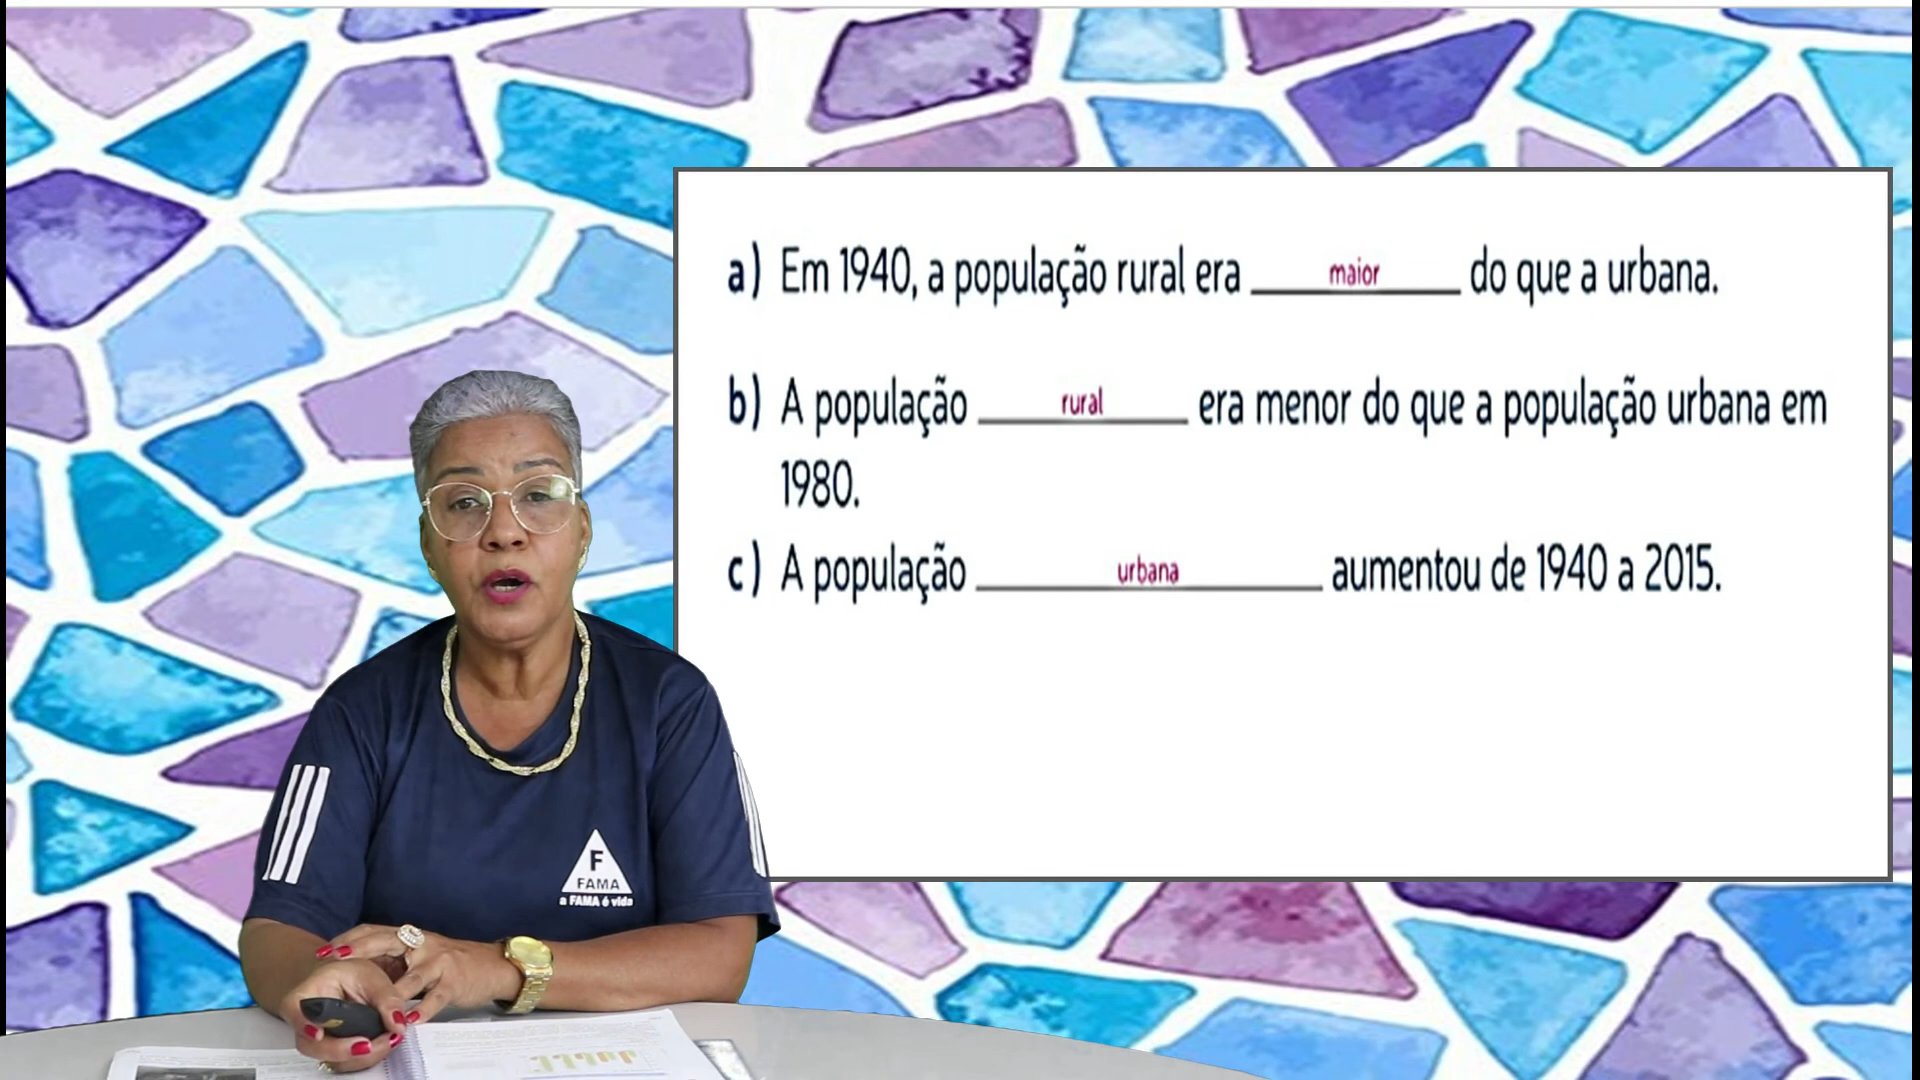 a) Em 1940, a população rural era maior do que a urbana.
b) A população rural era menor do que a população urbana em
1980.
c) A população urbana aumentou de 1940 a 2015.
F
FAMA
a FAMA é vida